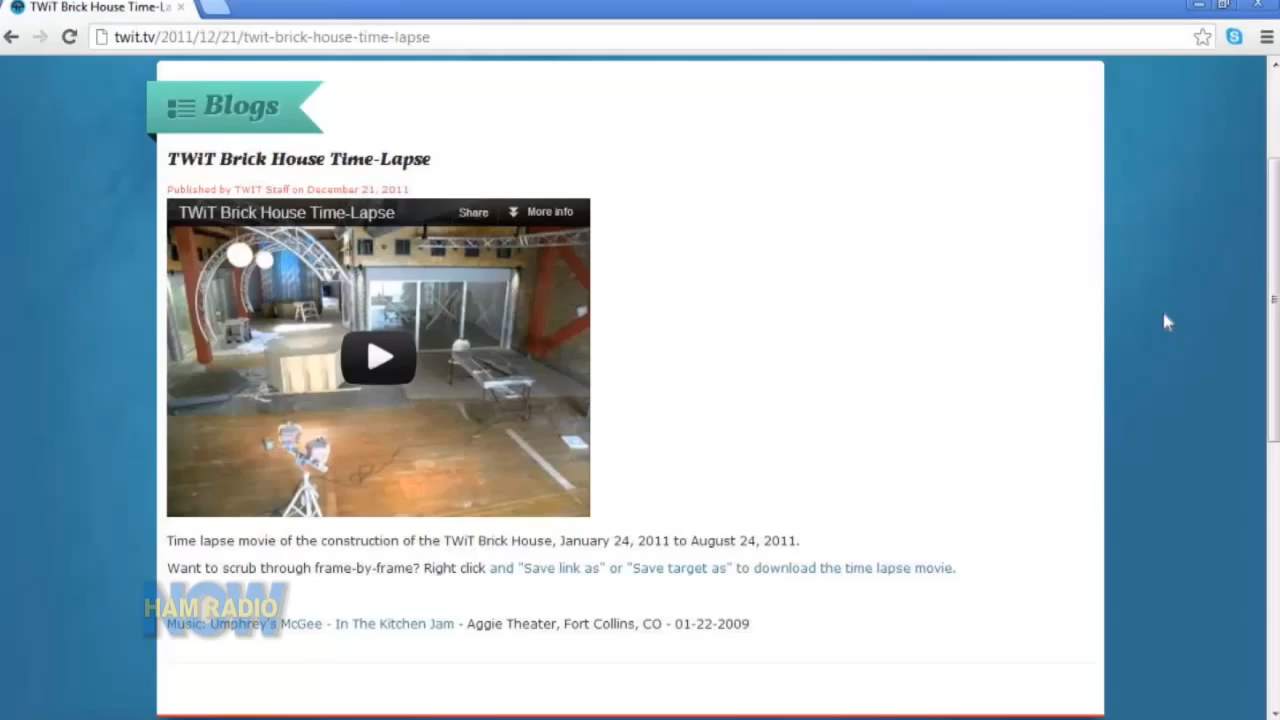 TWiT Brick House Time-La
twit.tv/2011/12/21/twit-brick-house-time-lapse
Blogs
TWiT Brick House Time-Lapse
Published by TWIT Staff on December 21, 2011
TWiT Brick House Time-Lapse Share More info
Time lapse movie of the construction of the TWiT Brick House, January 24, 2011 to August 24, 2011.
Want to scrub through frame-by-frame? Right click and "Save link as" or "Save target as" to download the time lapse movie.
HAM RADIO
NOW
Music: Umphrey's McGee - In The Kitchen Jam - Aggie Theater, Fort Collins, CO - 01-22-2009